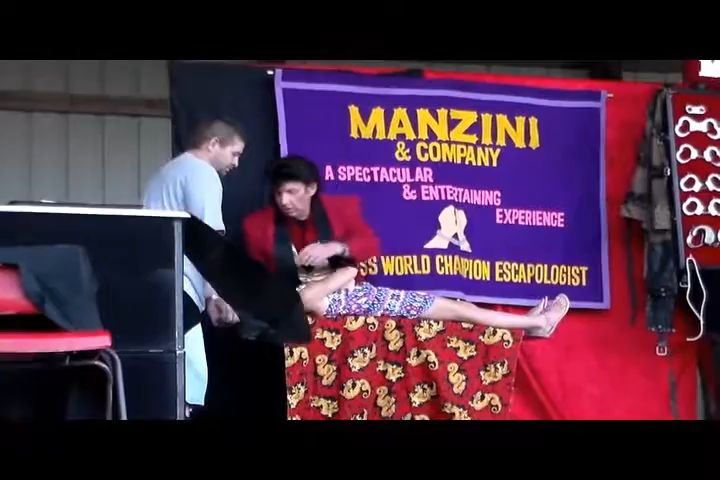 MANZINI
& COMPANY
A SPECTACULAR
& ENTERTAINING
EXPERIENCE
WORLD CHAMPION ESCAPOLOGIST